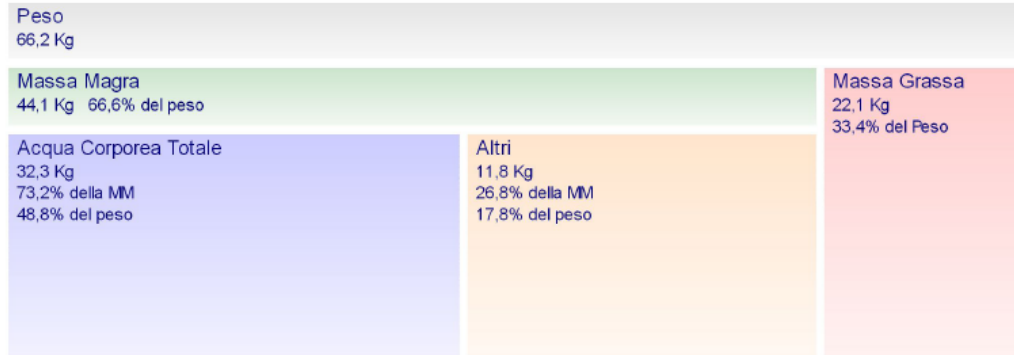 Peso
66,2 Kg
Massa Magra
44,1 Kg 66,6% del peso
Massa Grassa
22,1 Kg
33,4% del Peso
Acqua Corporea Totale
32,3 Kg
73,2% della MM
48,8% del peso
Altri
11,8 Kg
26,8% della MM
17,8% del peso